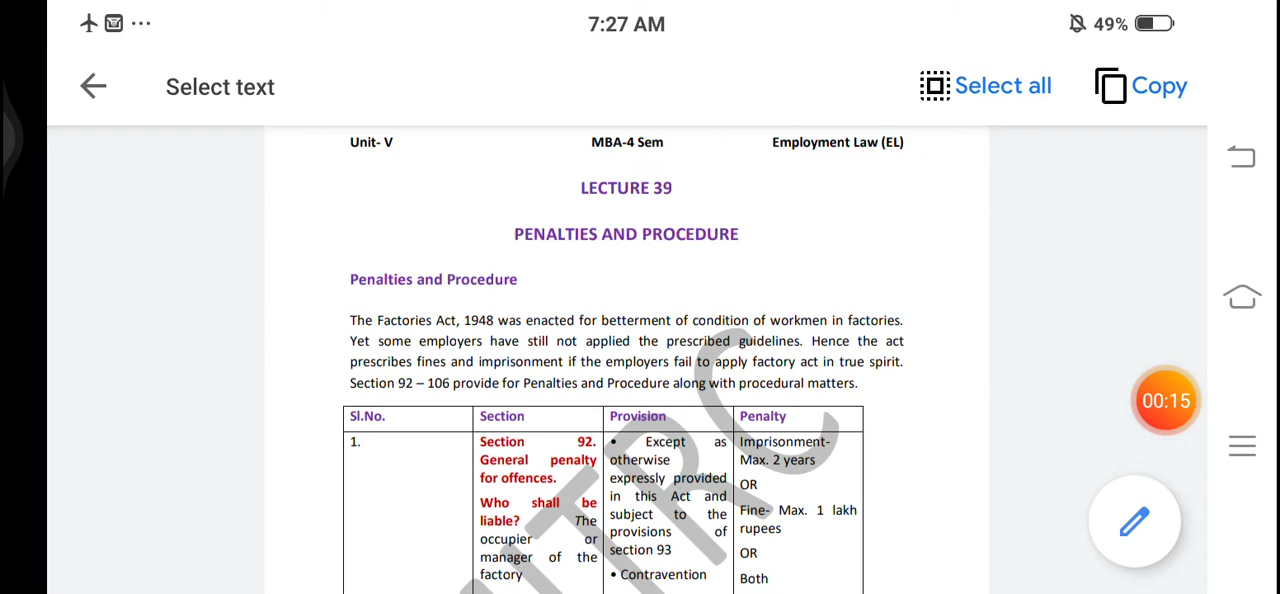 7:27 AM
49%
Select text
Select all
Copy
Unit- V
MBA-4 Sem
Employment Law (EL)
LECTURE 39
PENALTIES AND PROCEDURE
Penalties and Procedure
The Factories Act, 1948 was enacted for betterment of condition of workmen in factories.
Yet some employers have still not applied the prescribed guidelines. Hence the act
prescribes fines and imprisonment if the employers fail to apply factory act in true spirit.
Section 92 – 106 provide for Penalties and Procedure along with procedural matters.
Sl.No.
Section
Provision
Penalty
1.
Section 92.
General penalty
for offences.
Who shall be
liable? The
occupier or
manager of the
factory
• Except as
otherwise
expressly provided
in this Act and
subject to the
provisions of
section 93
• Contravention
Imprisonment-
Max. 2 years
OR
Fine- Max. 1 lakh
rupees
OR
Both
00:15